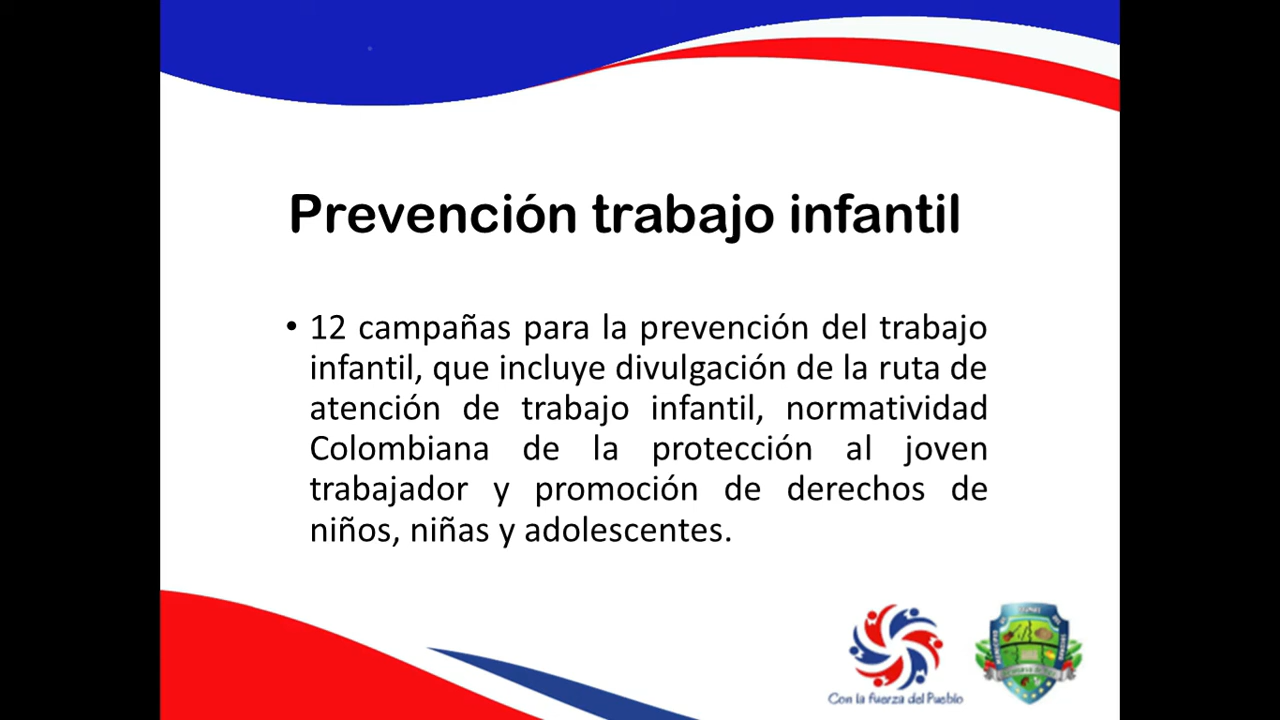 Prevención trabajo infantil
• 12 campañas para la prevención del trabajo
infantil, que incluye divulgación de la ruta de
atención de trabajo infantil, normatividad
Colombiana de la protección al joven
trabajador y promoción de derechos de
niños, niñas y adolescentes.
Con la fuerza del Pueblo